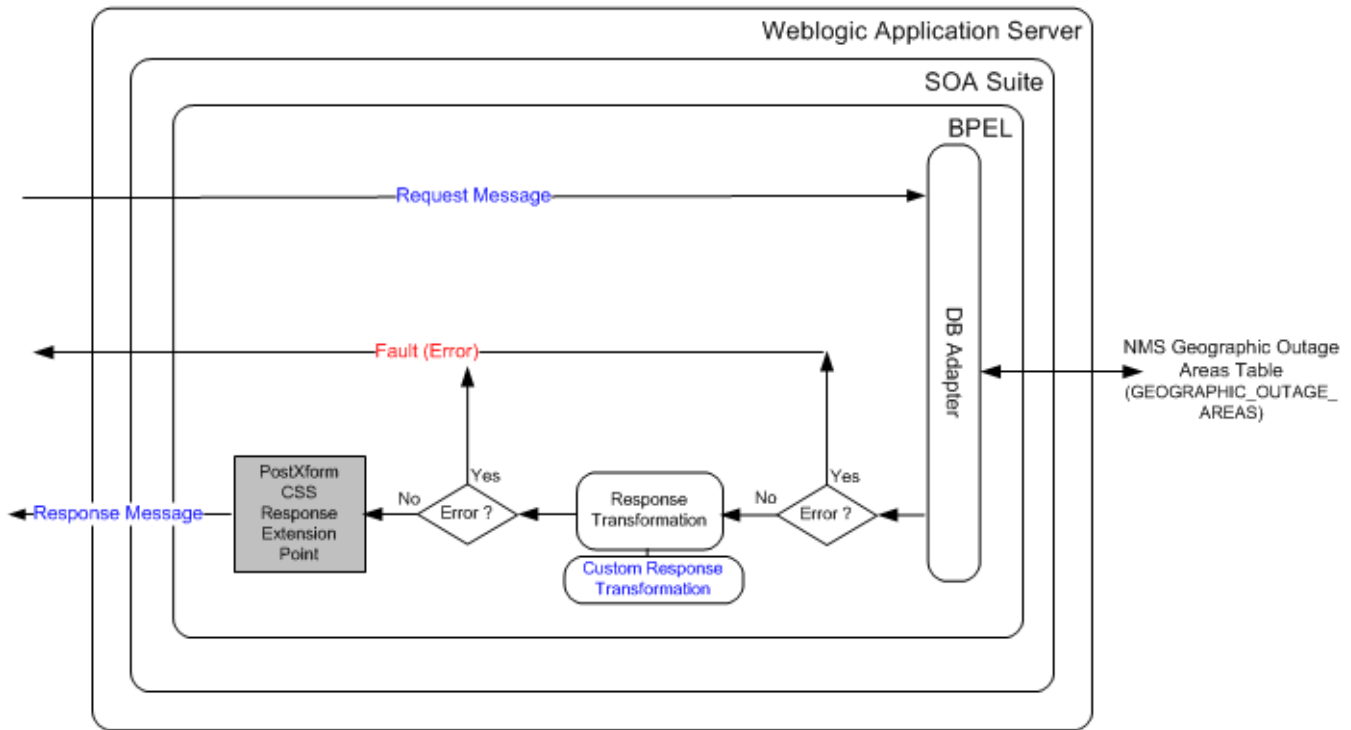 Weblogic Application Server
SOA Suite
BPEL
Request Message
DB Adapter
Fault (Error)
NMS Geographic Outage
Areas Table
(GEOGRAPHIC_OUTAGE_
AREAS)
PostXform
CSS
Response
Extension
Point
Yes
No
Error ?
Response
Transformation
Yes
No
Error ?
Response Message
Custom Response
Transformation